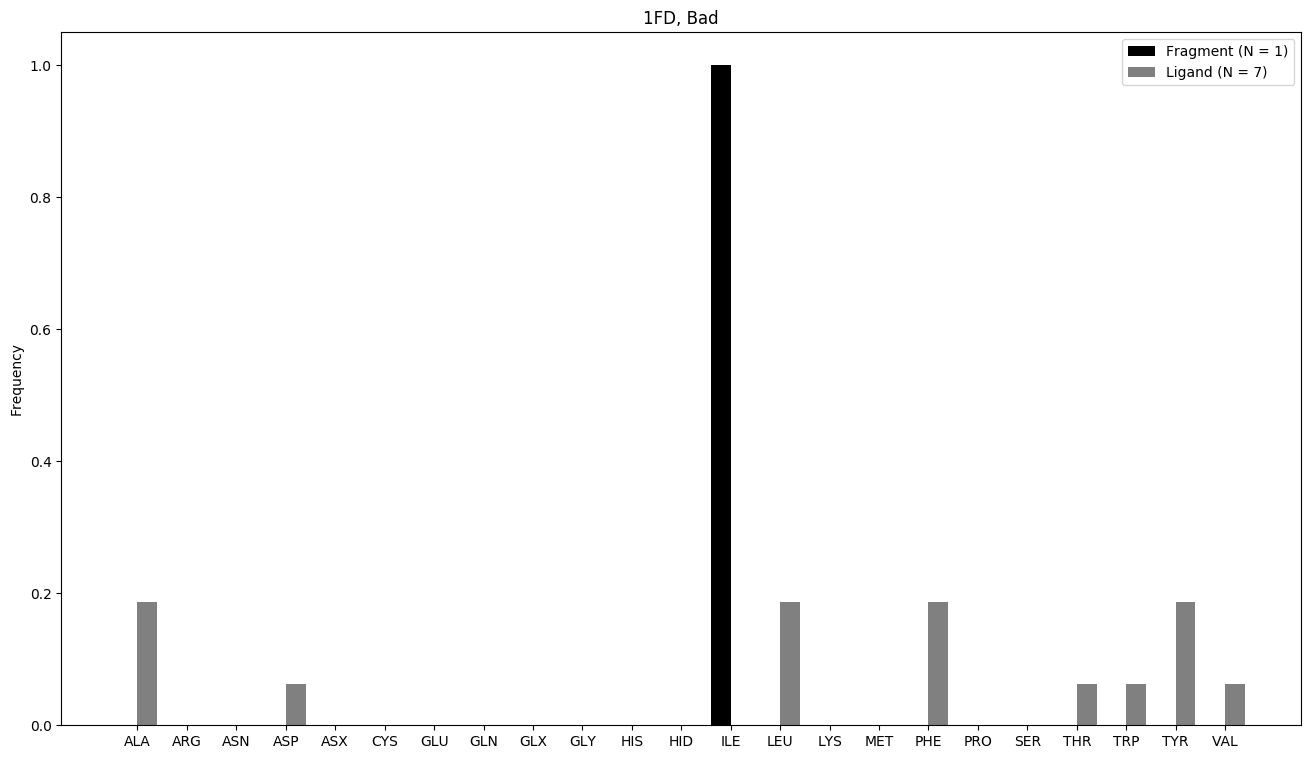 1FD, Bad
Fragment (N = 1)
Ligand (N = 7)
1.0
0.8
0.6
0.4
0.2
0.0
Frequency
ALA ARG ASN ASP ASX CYS GLU GLN GLX GLY HIS HID ILE LEU LYS MET PHE PRO SER THR TRP TYR VAL